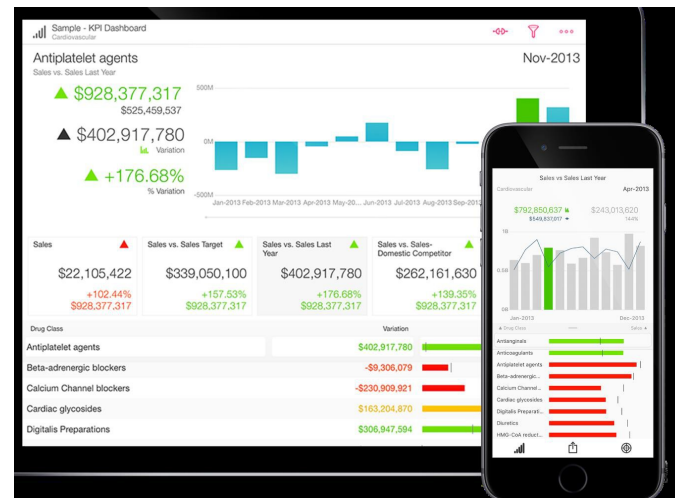 Sample - KPI Dashboard
Cardiovascular
Antiplatelet agents
Nov-2013
Sales vs. Sales Last Year
$928,377,317
$525,459,537
$402,917,780
Variation
+176.68%
% Variation
500M
0M
-500M
Jan-2013 Feb-2013 Mar-2013 Apr-2013 May-20... Jun-2013 Jul-2013 Aug-2013 Sep-201
Sales
$22,105,422
+102.44%
$928,377,317
Sales vs. Sales Target
$339,050,100
+157.53%
$928,377,317
Sales vs. Sales Last
Year
$402,917,780
+176.68%
$928,377,317
Sales vs. Sales-
Domestic Competitor
$262,161,630
+139.35%
$928,377,317
Drug Class
Variation
Antiplatelet agents
$402,917,780
Beta-adrenergic blockers
-$9,306,079
Calcium Channel blockers
-$230,909,921
Cardiac glycosides
$163,204,870
Digitalis Preparations
$306,947,594
Sales vs Sales Last Year
Cardiovascular
Apr-2013
$792,850,637
$243,013,620
$549,837,017
144%
1B
0.5B
0B
Jan-2013
Dec-2013
Drug Class
Sales
Antianginals
Anticoagulants
Antiplatelet agents
Beta-adrenergic...
Calcium Channel...
Cardiac glycosides
Digitalis Preparati...
Diuretics
HMG-CoA reduct...